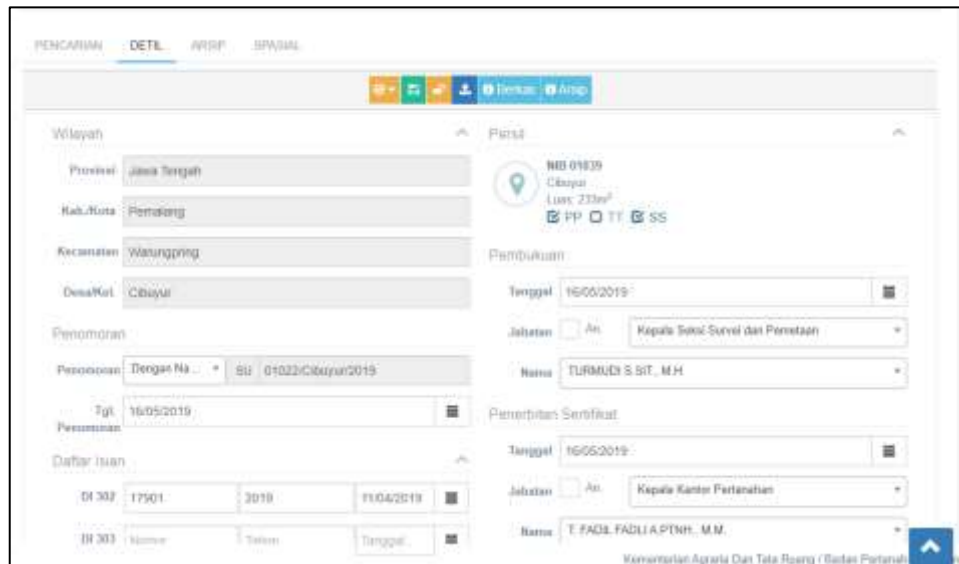 PENCARIAN DETIL ARSIP SPASIAL
Berkas Arsip
Wilayah
Provinsi Jawa Tengah
Kab./Kota Pemalang
Kecamatan Warungpring
Desa/Kel. Cibuyur
Penomoran
Penomoran Dengan Na ... SU 01022/Cibuyur/2019
Tgl. Penomoran 16/05/2019
Daftar Isian
DI 302 17901 2019 11/04/2019
DI 303 Nomor Tahun Tanggal
Persil
NIB 01039
Cibuyur
Luas: 233m²
PP TT SS
Pembukuan
Tanggal 16/05/2019
Jabatan An. Kepala Seksi Survei dan Pemetaan
Nama TURMUDI S.SIT., M.H
Penerbitan Sertifikat
Tanggal 16/05/2019
Jabatan An. Kepala Kantor Pertanahan
Nama T. FADIL FADLI A.PTNH., M.M.
Kementerian Agraria Dan Tata Ruang / Badan Pertanah